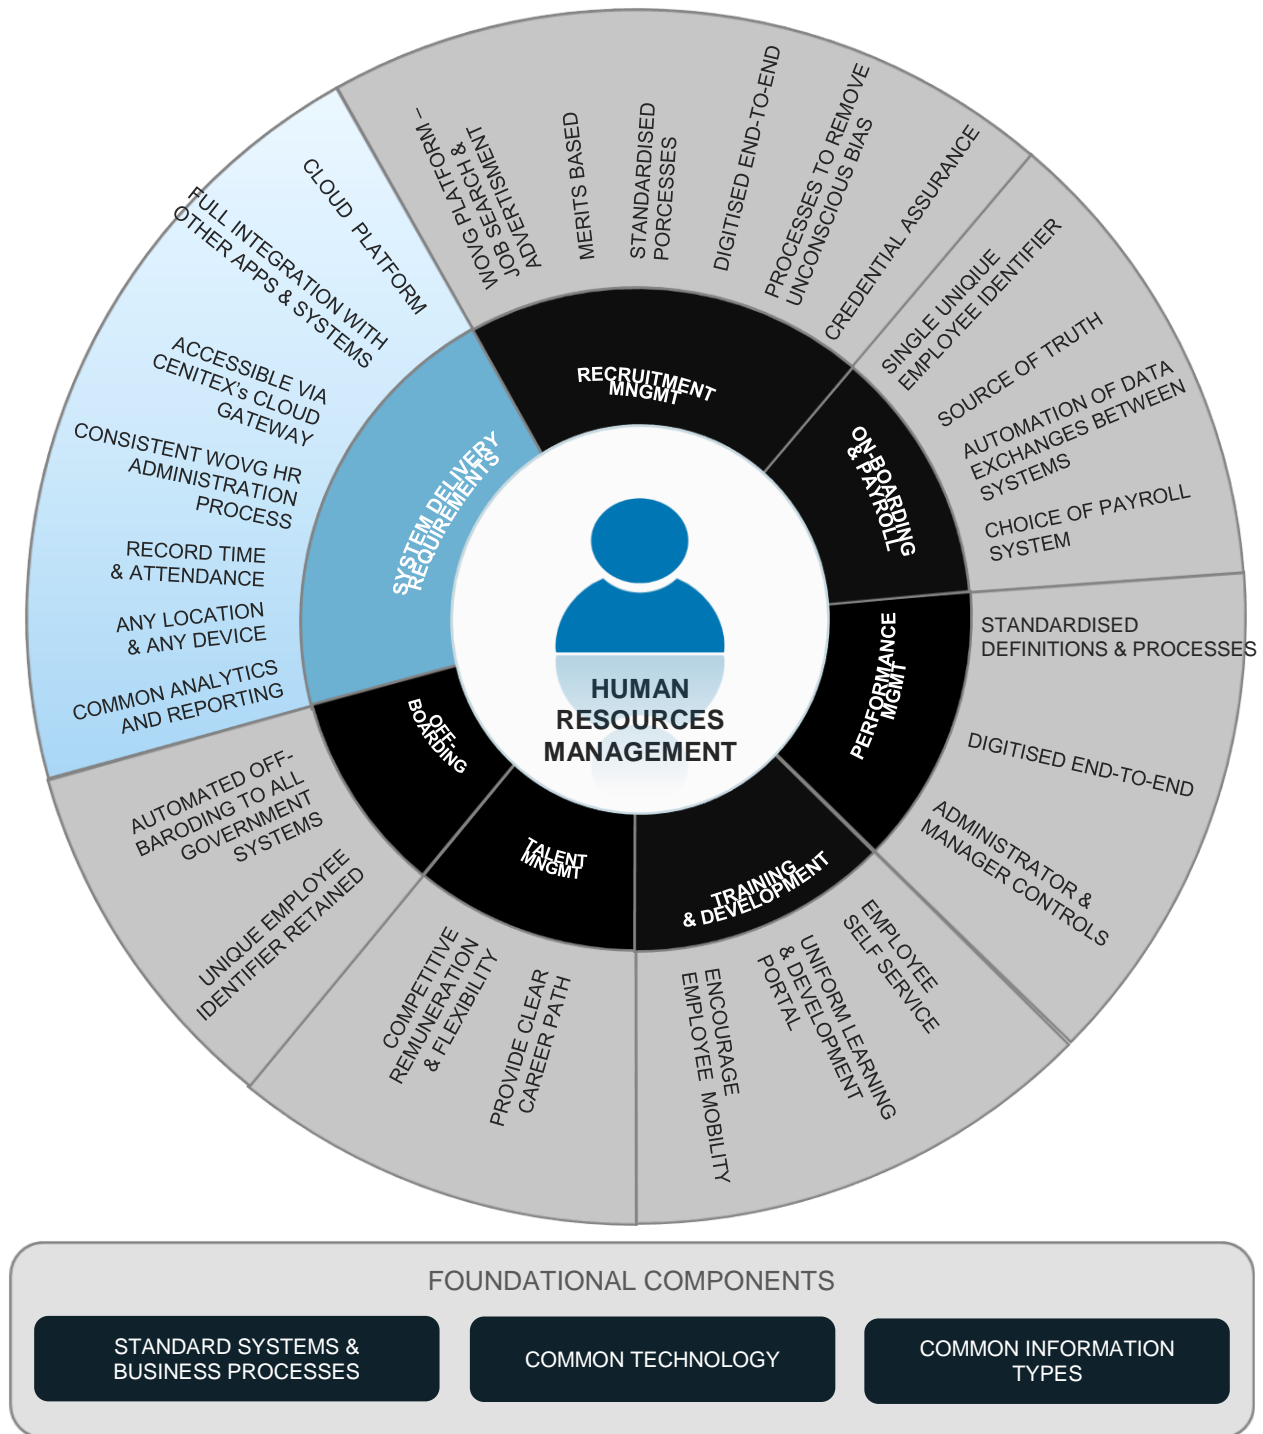 WOVG PLATFORM –
JOB SEARCH &
ADVERTISMENT
MERITS BASED
STANDARDISED
PORCESSES
DIGITISED END-TO-END
PROCESSES TO REMOVE
UNCONSCIOUS BIAS
CREDENTIAL ASSURANCE
SINGLE UNIQIUE
EMPLOYEE IDENTIFIER
SOURCE OF TRUTH
AUTOMATION OF DATA
EXCHANGES BETWEEN
SYSTEMS
CHOICE OF PAYROLL
SYSTEM
STANDARDISED
DEFINITIONS & PROCESSES
DIGITISED END-TO-END
ADMINISTRATOR &
MANAGER CONTROLS
EMPLOYEE
SELF SERVICE
UNIFORM LEARNING
& DEVELOPMENT
PORTAL
ENCOURAGE
EMPLOYEE MOBILITY
PROVIDE CLEAR
CAREER PATH
COMPETITIVE
REMUNERATION
& FLEXIBILITY
UNIQUE EMPLOYEE
IDENTIFIER RETAINED
AUTOMATED OFF-
BARODING TO ALL
GOVERNMENT
SYSTEMS
COMMON ANALYTICS
AND REPORTING
ANY LOCATION
& ANY DEVICE
RECORD TIME
& ATTENDANCE
CONSISTENT WOVG HR
ADMINISTRATION
PROCESS
ACCESSIBLE VIA
CENITEX's CLOUD
GATEWAY
FULL INTEGRATION WITH
OTHER APPS & SYSTEMS
CLOUD PLATFORM
RECRUITMENT
MNGMT
ON-BOARDING
& PAYROLL
PERFORMANCE
MGMT
TRAINING
& DEVELOPMENT
TALENT
MNGMT
OFF-
BOARDING
SYSTEM DELIVERY
REQUIREMENTS
HUMAN
RESOURCES
MANAGEMENT
FOUNDATIONAL COMPONENTS
STANDARD SYSTEMS &
BUSINESS PROCESSES
COMMON TECHNOLOGY
COMMON INFORMATION
TYPES